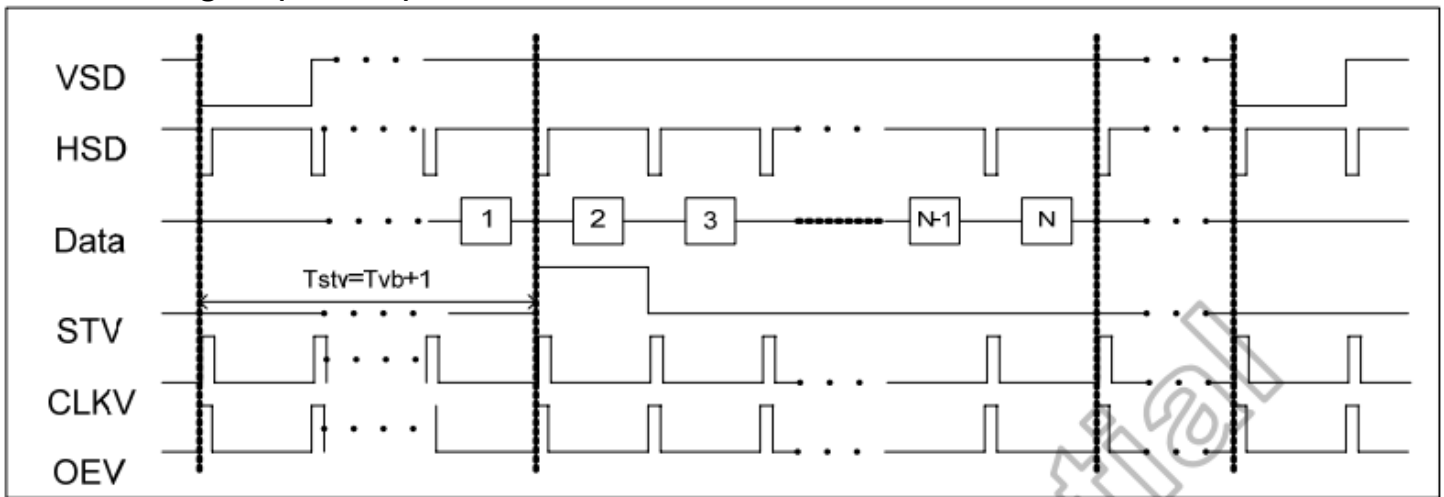 VSD
HSD
Data
1
2
3
N-1
N
Tstv=Tvb+1
STV
CLKV
OEV